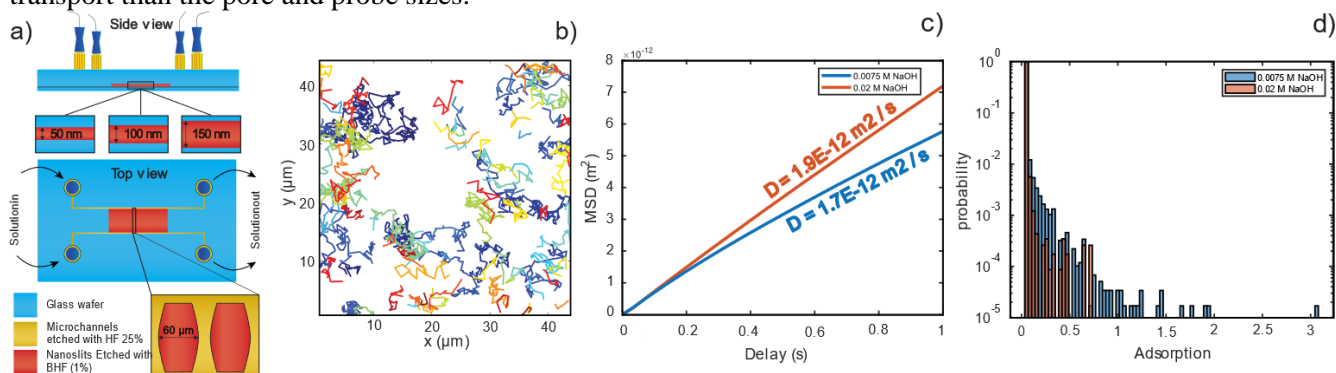 transport than the pore and probe sizes.
a)
Side view
50 nm
100 nm
150 nm
Top view
Solutionin
Solutionout
60 µm
Glass wafer
Microchannels
etched with HF 25%
Nanoslits Etched with
BHF (1%)
b)
y (µm)
40
30
20
10
10
20
30
40
x (µm)
c)
×10⁻¹²
MSD (m²)
8
7
6
5
4
3
2
1
0
0
0.2
0.4
0.6
0.8
1
Delay (s)
0.0075 M NaOH
0.02 M NaOH
D = 1.9E-12 m2 / s
D = 1.7E-12 m2 / s
d)
probability
10⁰
10⁻¹
10⁻²
10⁻³
10⁻⁴
10⁻⁵
0
0.5
1
1.5
2
2.5
3
Adsorption
0.0075 M NaOH
0.02 M NaOH